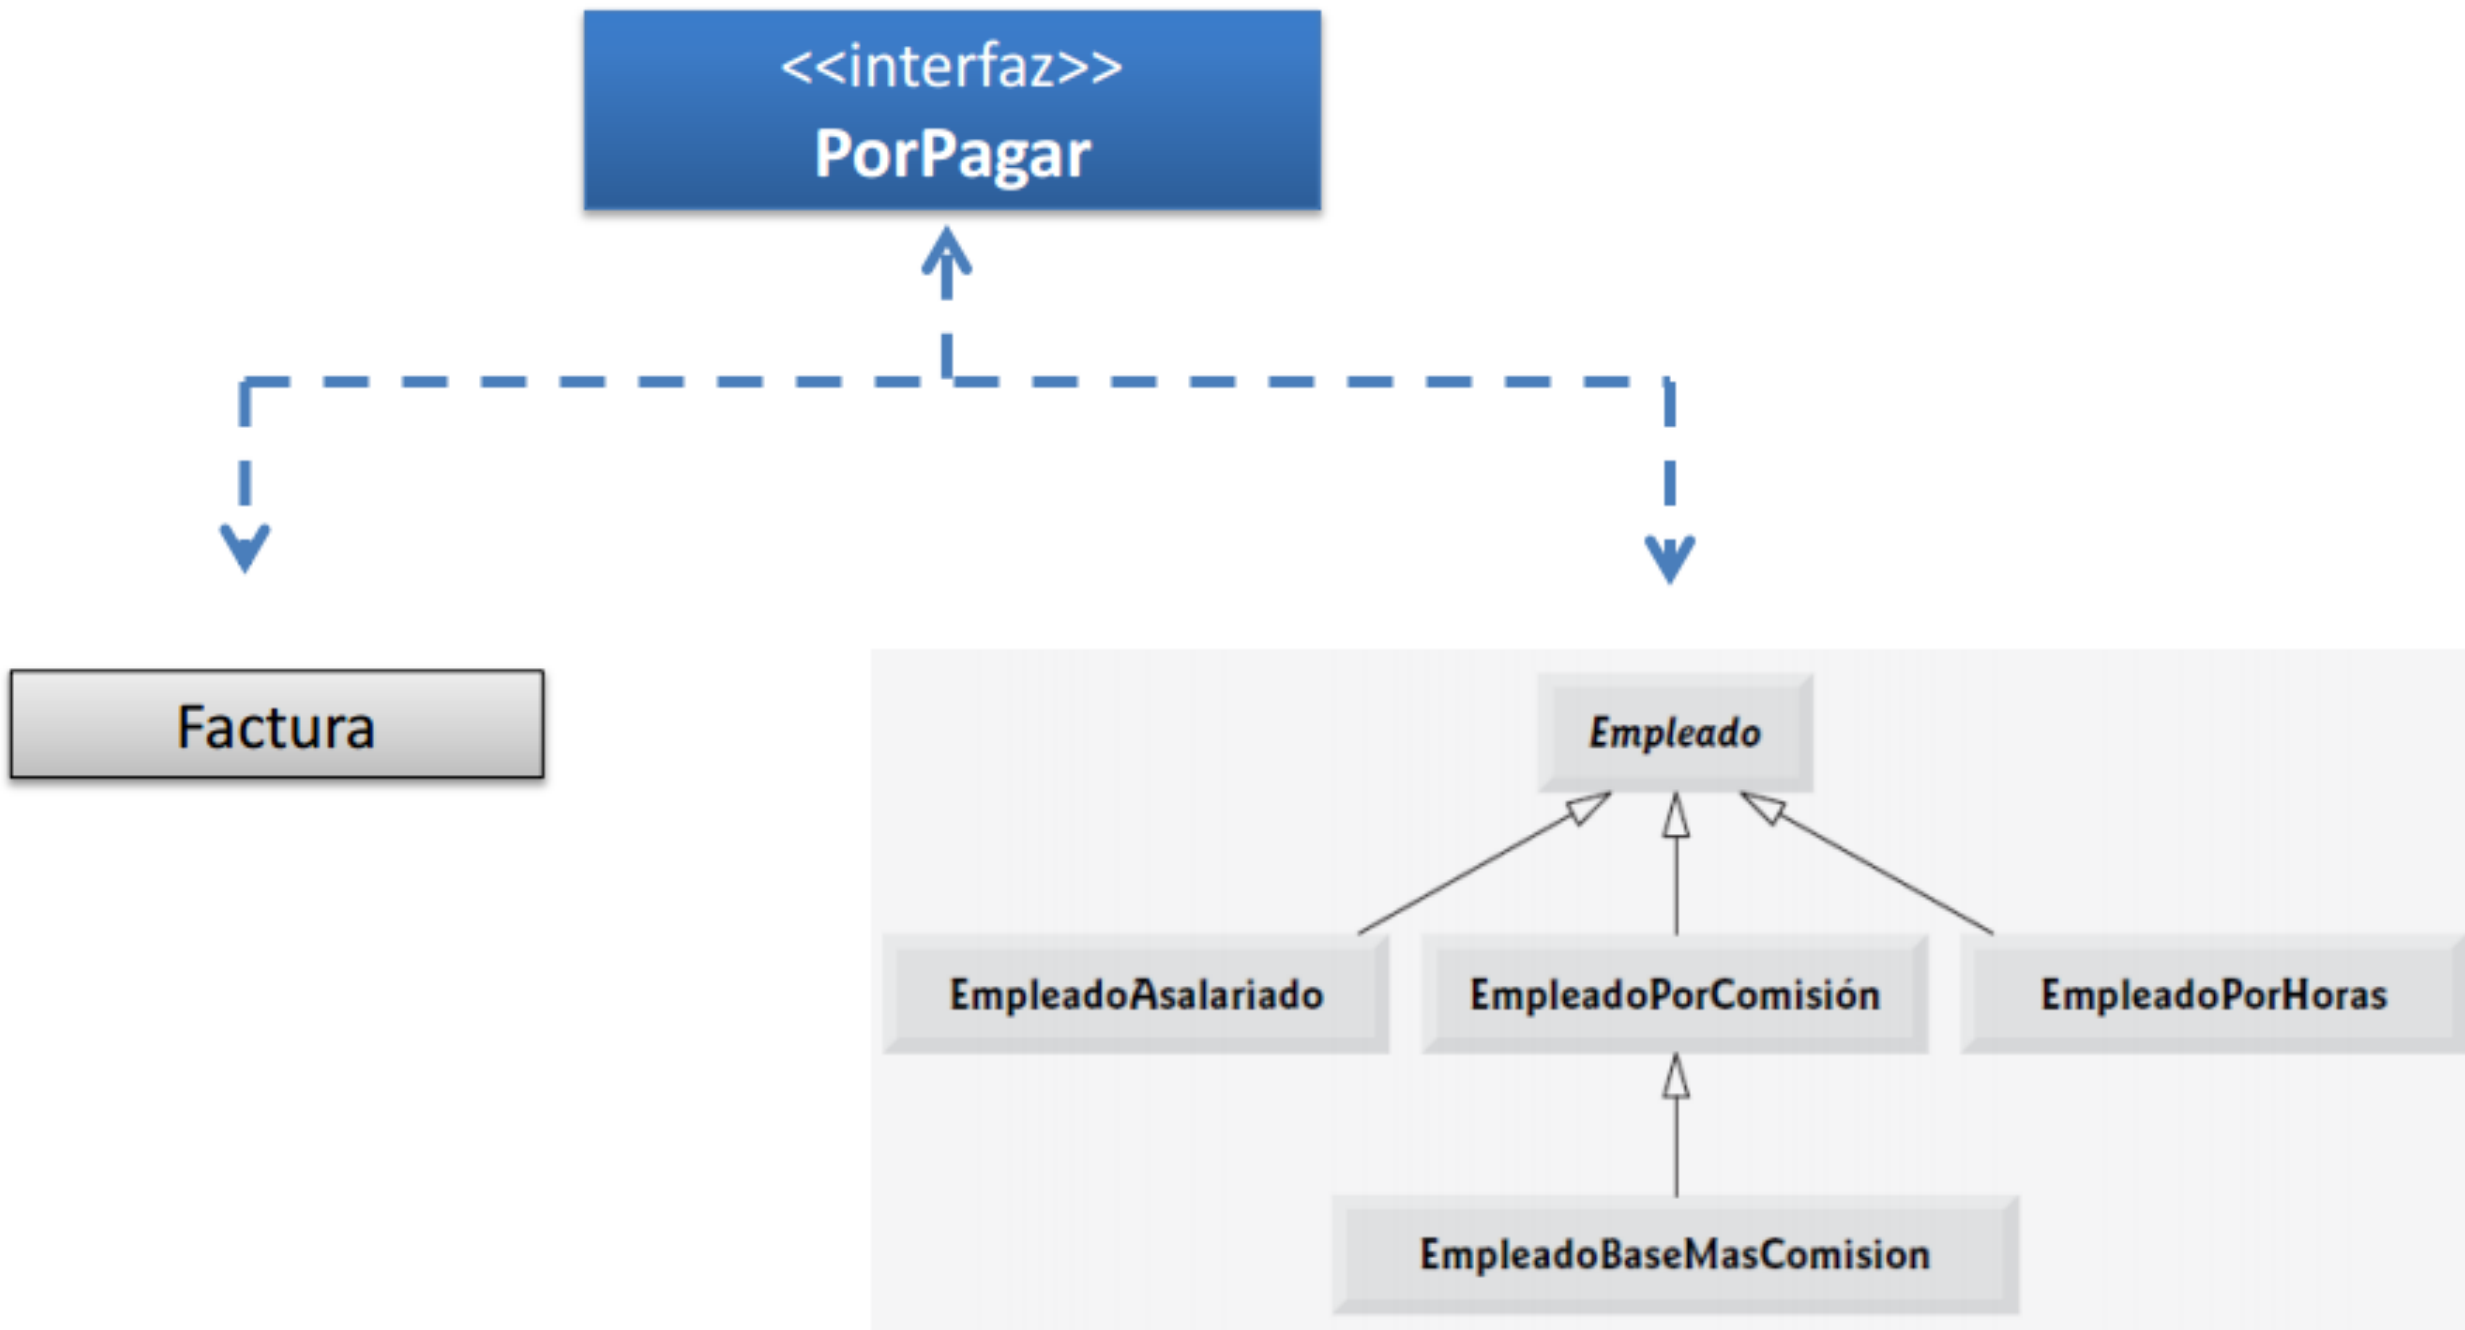 <<interfaz>>
PorPagar
Factura
Empleado
EmpleadoAsalariado
EmpleadoPorComisión
EmpleadoPorHoras
EmpleadoBaseMasComision